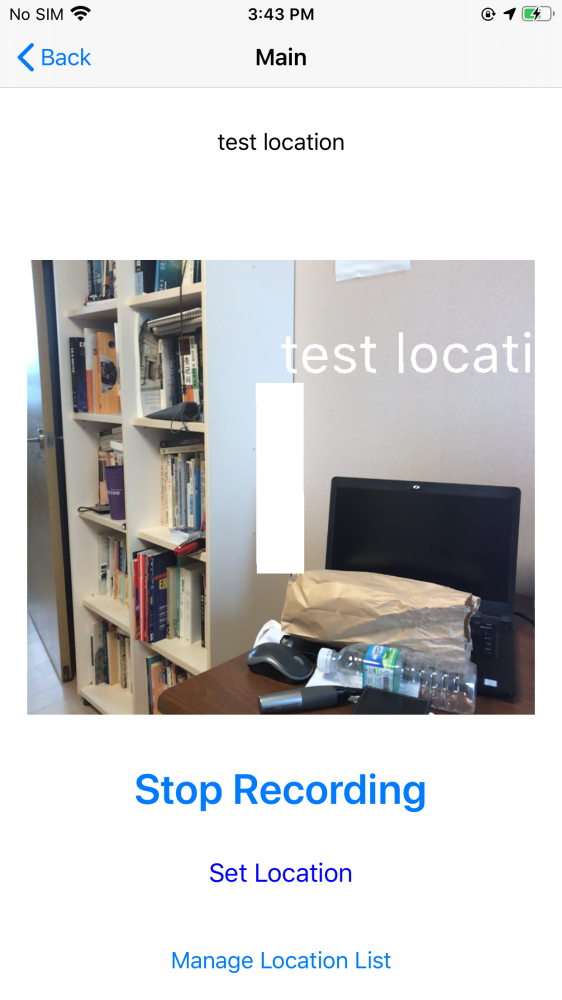 No SIM 3:43 PM
Back Main
test location
test locati
Stop Recording
Set Location
Manage Location List